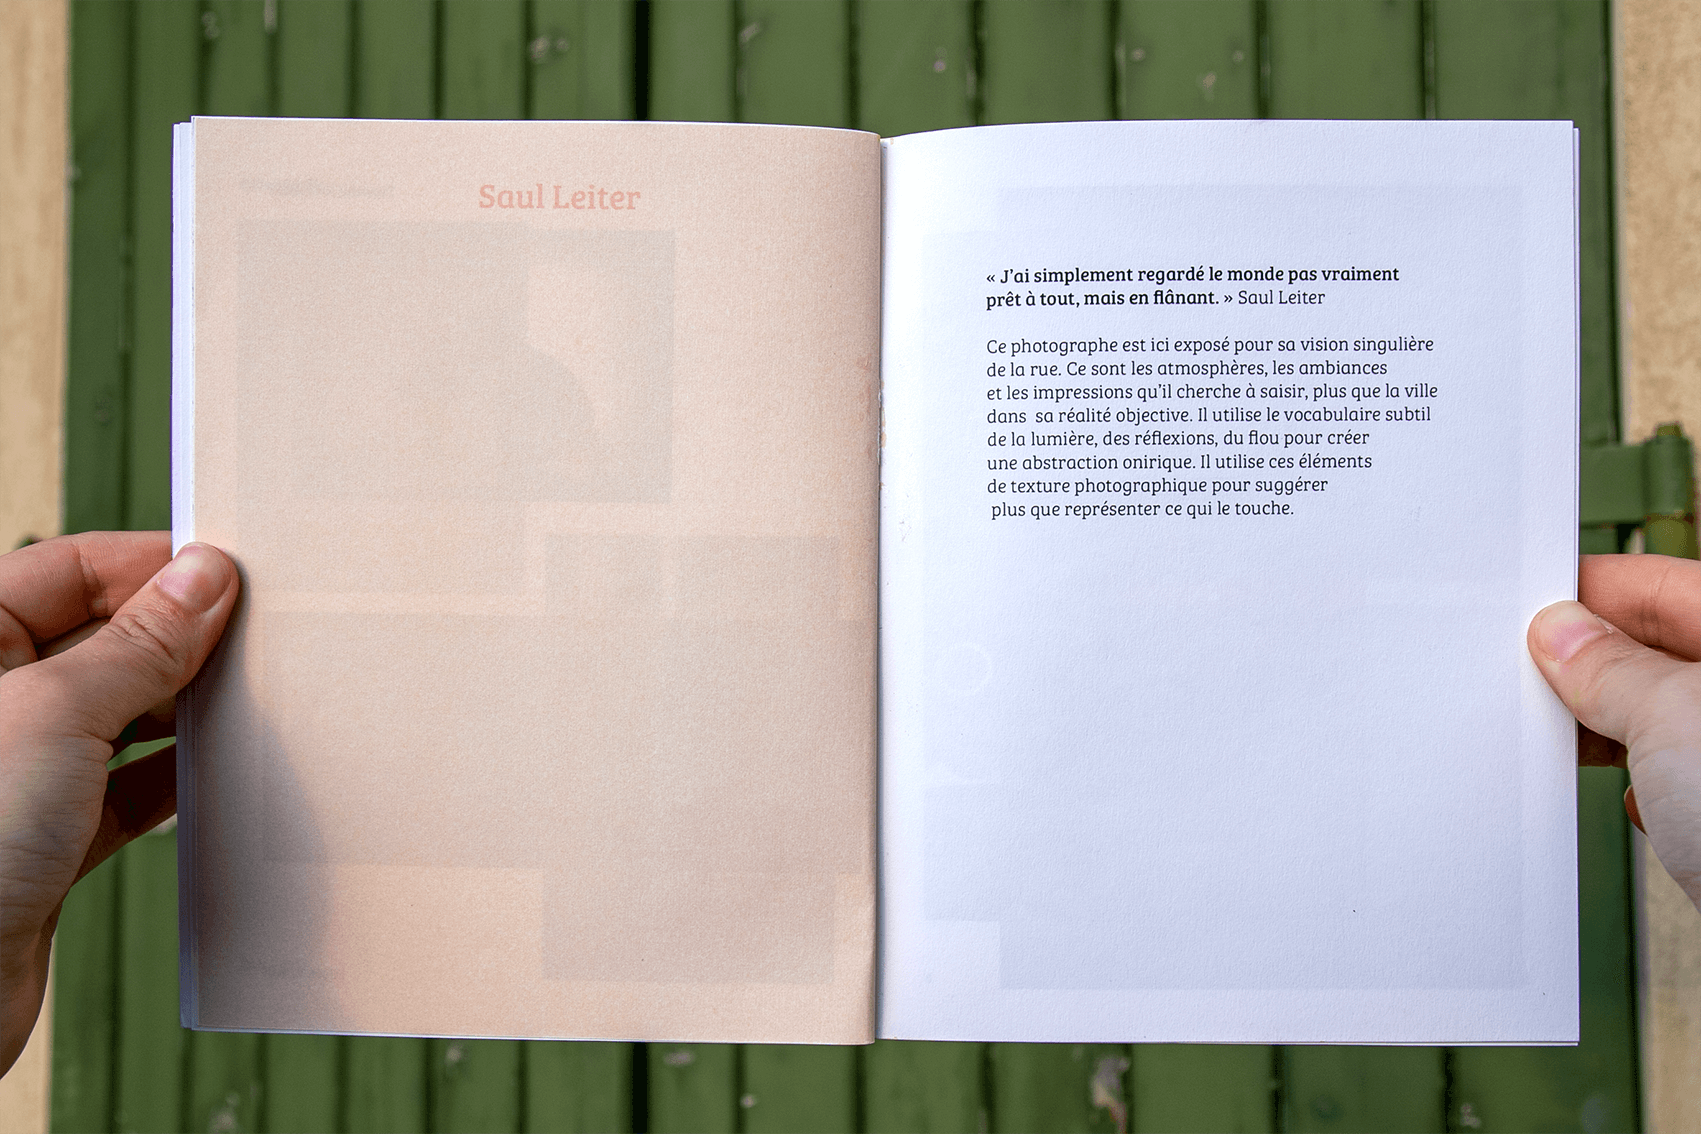 Saul Leiter
« J’ai simplement regardé le monde pas vraiment
prêt à tout, mais en flânant. » Saul Leiter
Ce photographe est ici exposé pour sa vision singulière
de la rue. Ce sont les atmosphères, les ambiances
et les impressions qu’il cherche à saisir, plus que la ville
dans  sa réalité objective. Il utilise le vocabulaire subtil
de la lumière, des réflexions, du flou pour créer
une abstraction onirique. Il utilise ces éléments
de texture photographique pour suggérer
plus que représenter ce qui le touche.